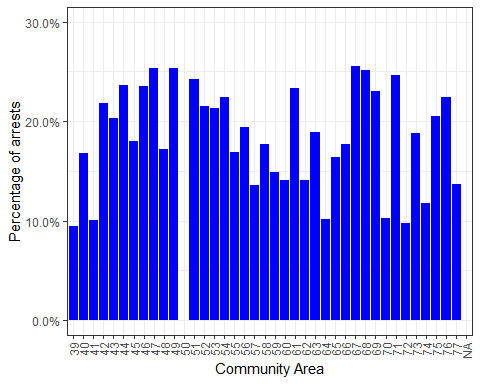 30.0%
20.0%
10.0%
0.0%
Percentage of arrests
39 40 41 42 43 44 45 46 47 48 49 50 51 52 53 54 55 56 57 58 59 60 61 62 63 64 65 66 67 68 69 70 71 72 73 74 75 76 77 NA
Community Area